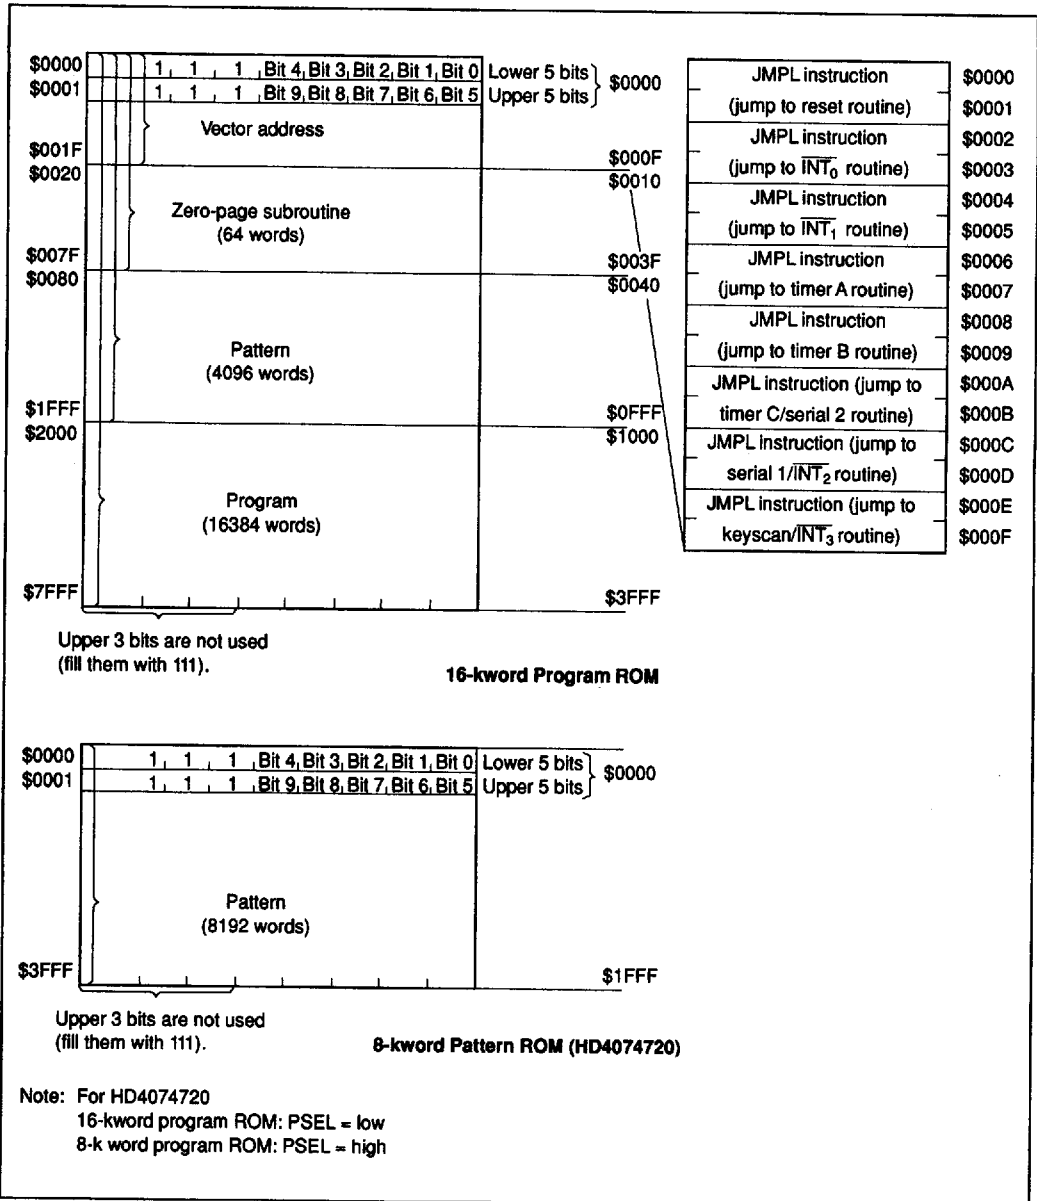 $0000 1 1 1 Bit 4 Bit 3 Bit 2 Bit 1 Bit 0 Lower 5 bits
$0001 1 1 1 Bit 9 Bit 8 Bit 7 Bit 6 Bit 5 Upper 5 bits
$0000
Vector address
$001F $000F
$0020 $0010
Zero-page subroutine
(64 words)
$007F $003F
$0080 $0040
Pattern
(4096 words)
$1FFF $0FFF
$2000 $1000
Program
(16384 words)
$7FFF $3FFF
Upper 3 bits are not used
(fill them with 111).
16-kword Program ROM
JMPL instruction $0000
(jump to reset routine) $0001
JMPL instruction $0002
(jump to INT0 routine) $0003
JMPL instruction $0004
(jump to INT1 routine) $0005
JMPL instruction $0006
(jump to timer A routine) $0007
JMPL instruction $0008
(jump to timer B routine) $0009
JMPL instruction (jump to $000A
timer C/serial 2 routine) $000B
JMPL instruction (jump to $000C
serial 1/INT2 routine) $000D
JMPL instruction (jump to $000E
keyscan/INT3 routine) $000F
$0000 1 1 1 Bit 4 Bit 3 Bit 2 Bit 1 Bit 0 Lower 5 bits
$0001 1 1 1 Bit 9 Bit 8 Bit 7 Bit 6 Bit 5 Upper 5 bits
$0000
Pattern
(8192 words)
$3FFF $1FFF
Upper 3 bits are not used
(fill them with 111).
8-kword Pattern ROM (HD4074720)
Note: For HD4074720
16-kword program ROM: PSEL = low
8-k word program ROM: PSEL = high